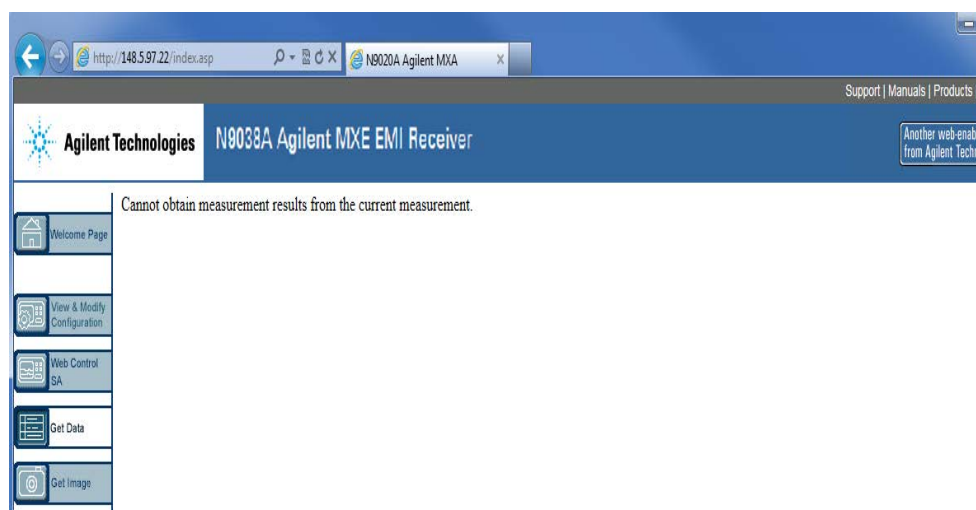 http://148.5.97.22/index.asp
N9020A Agilent MXA
Support | Manuals | Products |
Agilent Technologies
N9038A Agilent MXE EMI Receiver
Another web-enab
from Agilent Techn
Cannot obtain measurement results from the current measurement.
Welcome Page
View & Modify
Configuration
Web Control
SA
Get Data
Get Image